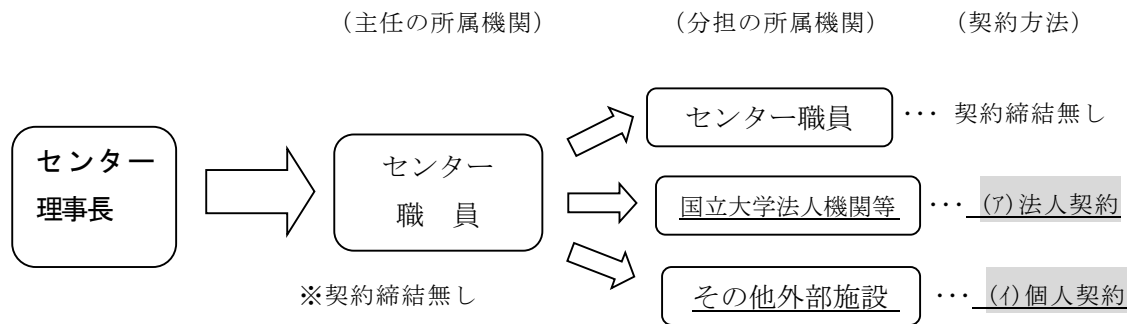 （主任の所属機関） （分担の所属機関） （契約方法）
センター職員 ・・・ 契約締結無し
センター
理事長
センター
職　員
国立大学法人機関等 ・・・ (ｱ)法人契約
※契約締結無し
その他外部施設 ・・・ (ｲ)個人契約